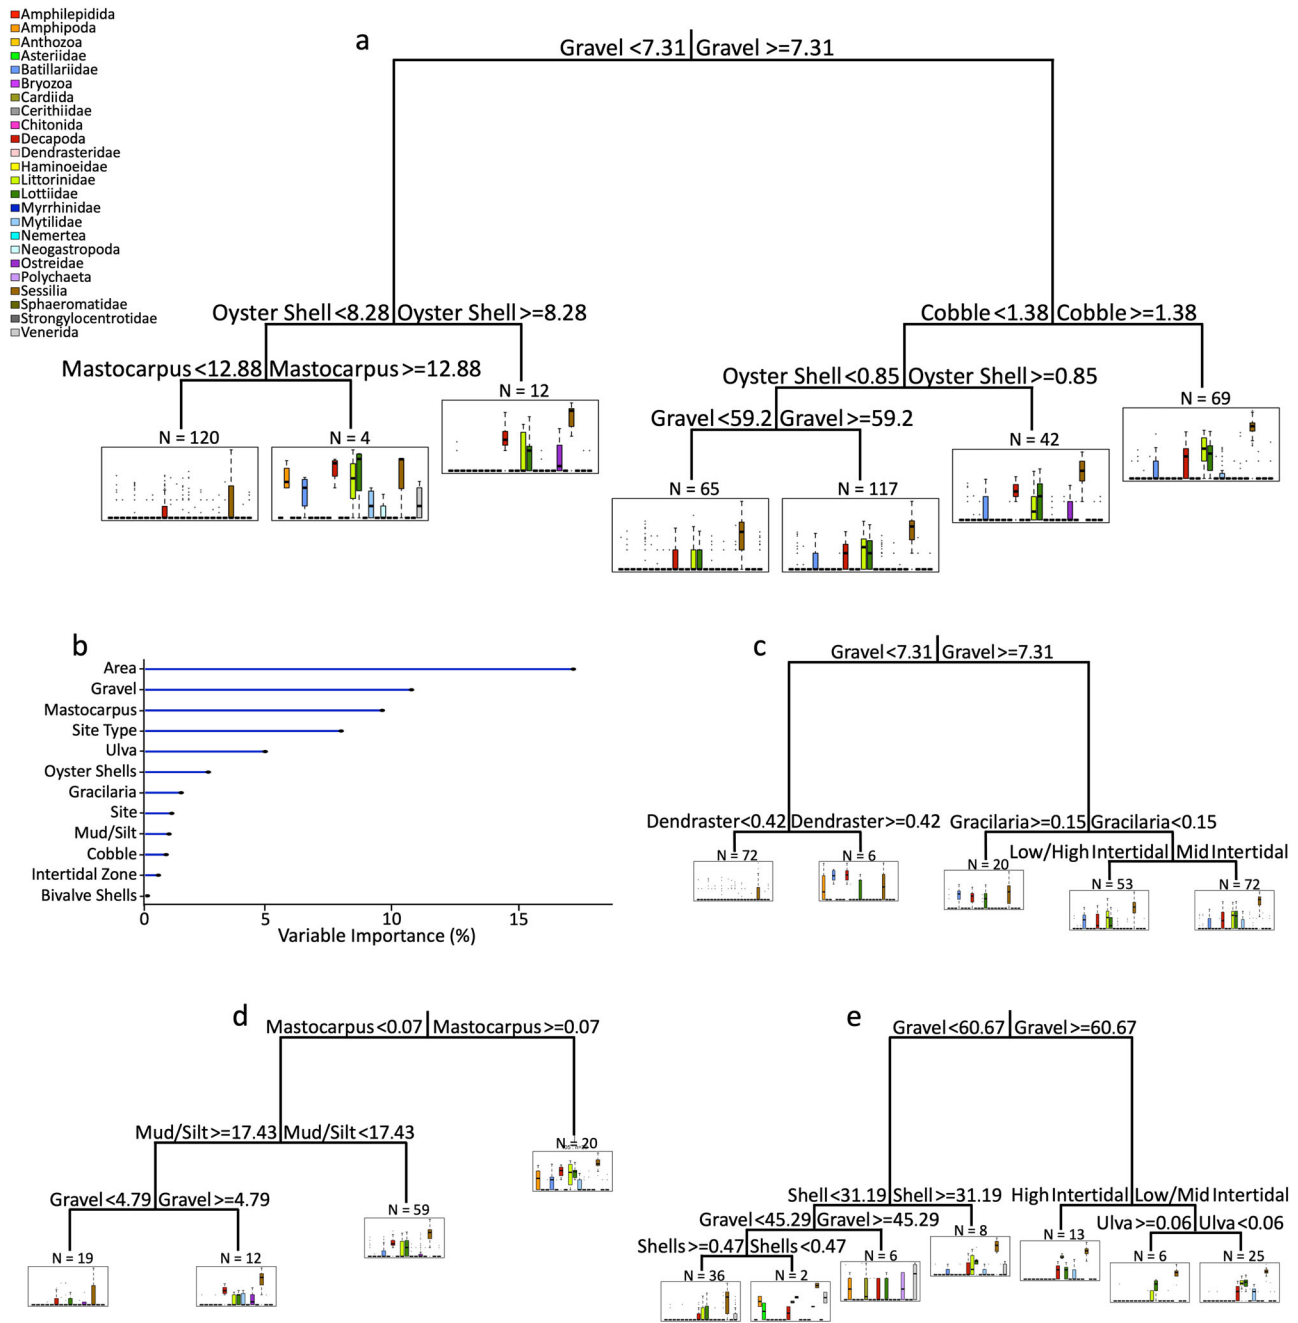 Amphilepidida
Amphipoda
Anthozoa
Asteriidae
Batillariidae
Bryozoa
Cardiida
Cerithiidae
Chitonida
Decapoda
Dendrasteridae
Haminoeidae
Littorinidae
Lottiidae
Myrrhinidae
Mytilidae
Nemertea
Neogastropoda
Ostreidae
Polychaeta
Sessilia
Sphaeromatidae
Strongylocentrotidae
Venerida
a
Gravel <7.31 Gravel >=7.31
Oyster Shell<8.28 Oyster Shell>=8.28
Cobble<1.38 Cobble>=1.38
Mastocarpus<12.88 Mastocarpus>=12.88
Oyster Shell<0.85 Oyster Shell>=0.85
N = 12
N = 69
Gravel<59.2 Gravel>=59.2
N = 120
N = 4
N = 42
N = 65
N = 117
b
Area
Gravel
Mastocarpus
Site Type
Ulva
Oyster Shells
Gracilaria
Site
Mud/Silt
Cobble
Intertidal Zone
Bivalve Shells
0 5 10 15
Variable Importance (%)
c
Gravel<7.31 Gravel>=7.31
Dendraster<0.42 Dendraster>=0.42
Gracilaria>=0.15 Gracilaria<0.15
Low/High Intertidal Mid Intertidal
N = 72
N = 6
N = 20
N = 53
N = 72
d
Mastocarpus<0.07 Mastocarpus>=0.07
Mud/Silt>=17.43 Mud/Silt<17.43
N = 20
Gravel<4.79 Gravel>=4.79
N = 59
N = 19
N = 12
e
Gravel<60.67 Gravel>=60.67
Shell<31.19 Shell>=31.19
High Intertidal Low/Mid Intertidal
Gravel<45.29 Gravel>=45.29
Ulva>=0.06 Ulva<0.06
Shells>=0.47 Shells<0.47
N = 8
N = 13
N = 6
N = 6
N = 25
N = 36
N = 2